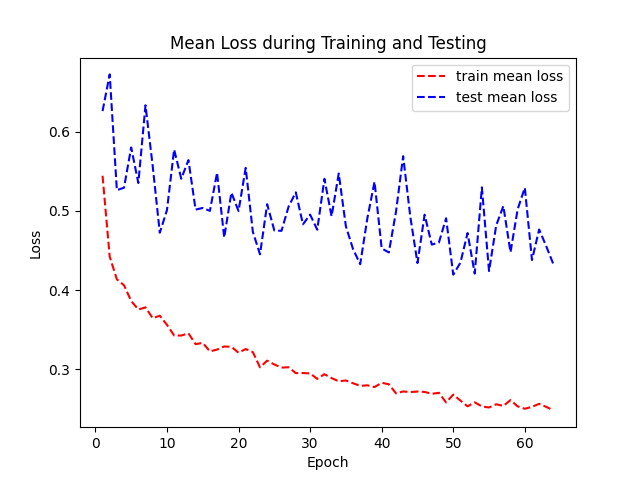 Mean Loss during Training and Testing
train mean loss
test mean loss
0.6
0.5
0.4
0.3
Loss
0 10 20 30 40 50 60
Epoch